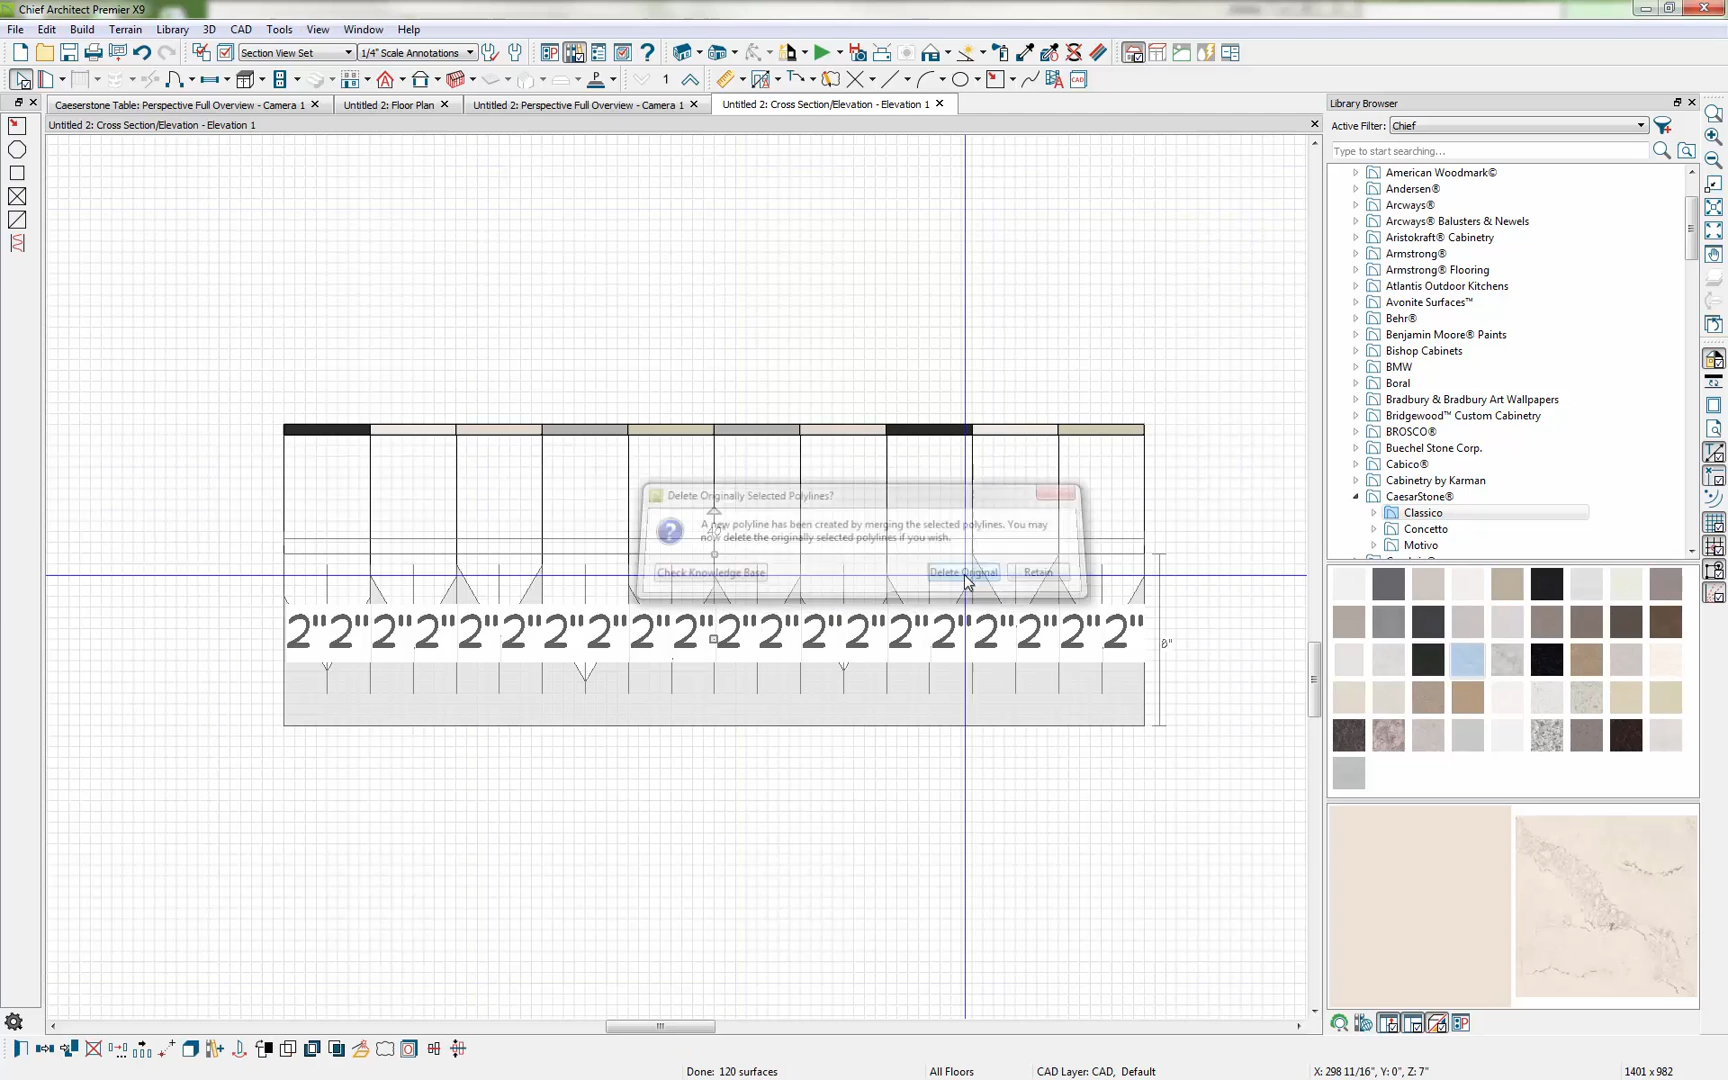 Chief Architect Premier X9
File Edit Build Terrain Library 3D CAD Tools View Window Help
Section View Set 1/4" Scale Annotations
1
Caeserstone Table: Perspective Full Overview - Camera 1 Untitled 2: Floor Plan Untitled 2: Perspective Full Overview - Camera 1 Untitled 2: Cross Section/Elevation - Elevation 1
Untitled 2: Cross Section/Elevation - Elevation 1
Library Browser
Active Filter: Chief
Type to start searching...
American Woodmark©
Andersen®
Arcways®
Arcways® Balusters & Newels
Aristokraft® Cabinetry
Armstrong®
Armstrong® Flooring
Atlantis Outdoor Kitchens
Avonite Surfaces™
Behr®
Benjamin Moore® Paints
Bishop Cabinets
BMW
Boral
Bradbury & Bradbury Art Wallpapers
Bridgewood™ Custom Cabinetry
BROSCO®
Buechel Stone Corp.
Cabico®
Cabinetry by Karman
CaesarStone®
Classico
Concetto
Motivo
Delete Originally Selected Polylines?
A new polyline has been created by merging the selected polylines. You may
now delete the originally selected polylines if you wish.
Check Knowledge Base Delete Original Retain
2"2"2"2"2"2"2"2"2"2"2"2"2"2"2"2"2"2"2"2"
8"
Done: 120 surfaces All Floors CAD Layer: CAD, Default X: 298 11/16", Y: 0", Z: 7" 1401 x 982